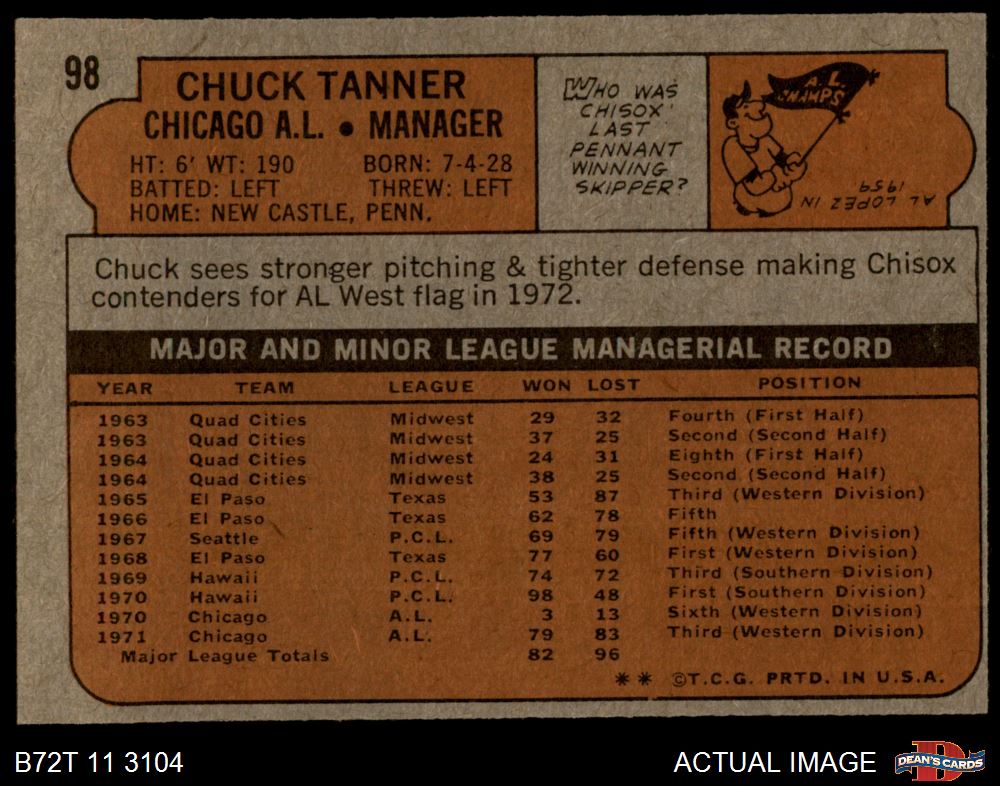 98
CHUCK TANNER
CHICAGO A.L. • MANAGER
HT: 6' WT: 190 BORN: 7-4-28
BATTED: LEFT THREW: LEFT
HOME: NEW CASTLE, PENN.
WHO WAS
CHISOX'
LAST
PENNANT
WINNING
SKIPPER?
A.L.
CHAMPS
AL LOPEZ IN
1959
Chuck sees stronger pitching & tighter defense making Chisox
contenders for AL West flag in 1972.
MAJOR AND MINOR LEAGUE MANAGERIAL RECORD
YEAR TEAM LEAGUE WON LOST POSITION
1963 Quad Cities Midwest 29 32 Fourth (First Half)
1963 Quad Cities Midwest 37 25 Second (Second Half)
1964 Quad Cities Midwest 24 31 Eighth (First Half)
1964 Quad Cities Midwest 38 25 Second (Second Half)
1965 El Paso Texas 53 87 Third (Western Division)
1966 El Paso Texas 62 78 Fifth
1967 Seattle P.C.L. 69 79 Fifth (Western Division)
1968 El Paso Texas 77 60 First (Western Division)
1969 Hawaii P.C.L. 74 72 Third (Southern Division)
1970 Hawaii P.C.L. 98 48 First (Southern Division)
1970 Chicago A.L. 3 13 Sixth (Western Division)
1971 Chicago A.L. 79 83 Third (Western Division)
Major League Totals 82 96
** ©T.C.G. PRTD. IN U.S.A.
B72T 11 3104 ACTUAL IMAGE
D
DEAN'S CARDS